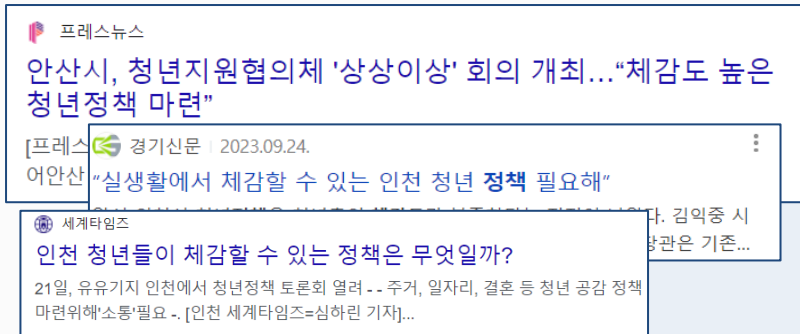 프레스뉴스
안산시, 청년지원협의체 '상상이상' 회의 개최…“체감도 높은
청년정책 마련”
[프레스
어안산
경기신문 2023.09.24.
“실생활에서 체감할 수 있는 인천 청년 정책 필요해”
다. 김익중 시
장관은 기존...
세계타임즈
인천 청년들이 체감할 수 있는 정책은 무엇일까?
21일, 유유기지 인천에서 청년정책 토론회 열려 - - 주거, 일자리, 결혼 등 청년 공감 정책
마련위해'소통'필요 -. [인천 세계타임즈=심하린 기자]...